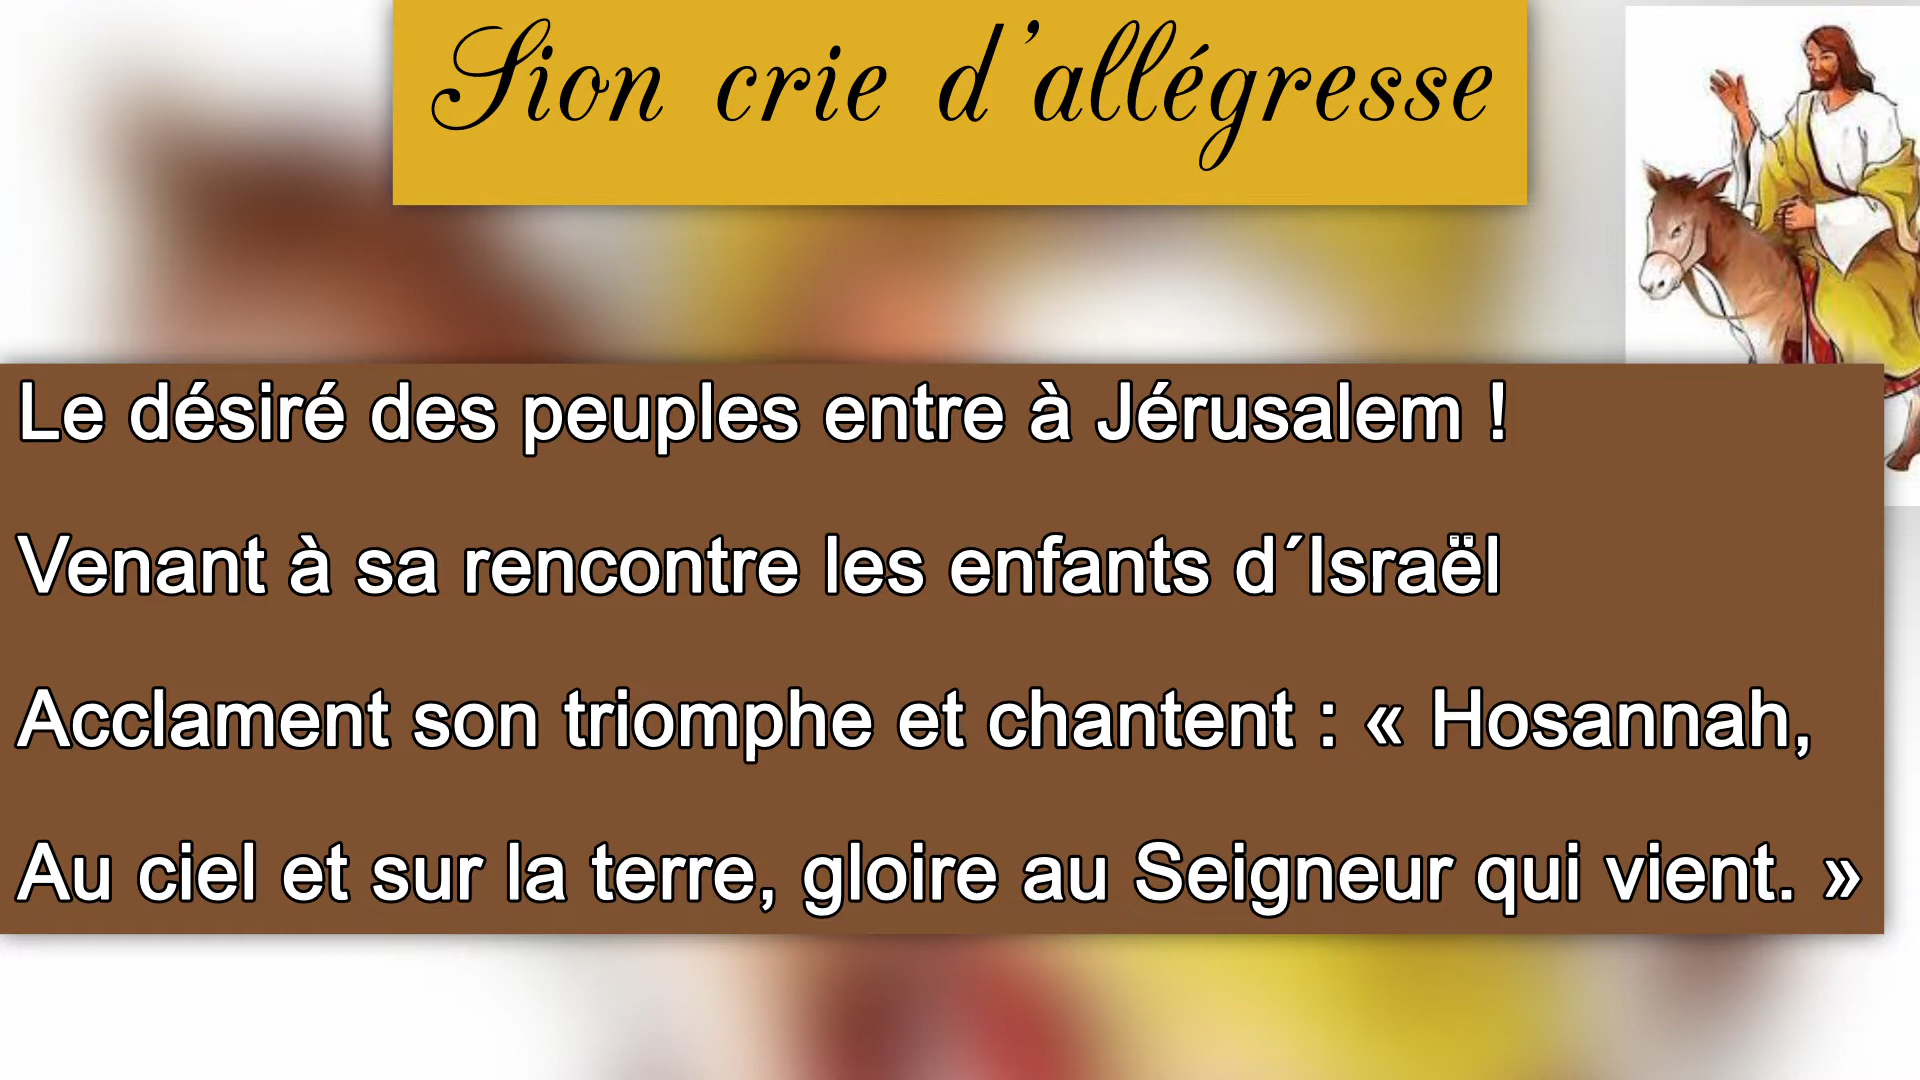 Sion crie d’allégresse
Le désiré des peuples entre à Jérusalem !
Venant à sa rencontre les enfants d´Israël
Acclament son triomphe et chantent : « Hosannah,
Au ciel et sur la terre, gloire au Seigneur qui vient. »